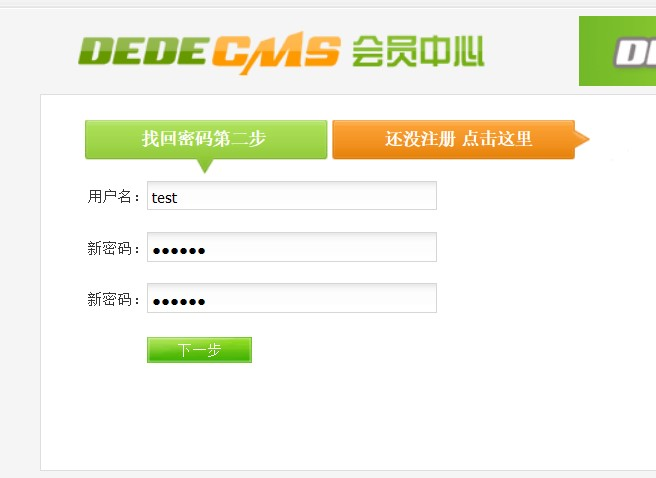 DEDECMS 会员中心
找回密码第二步
还没注册 点击这里
用户名：test
新密码：••••••
新密码：••••••
下一步